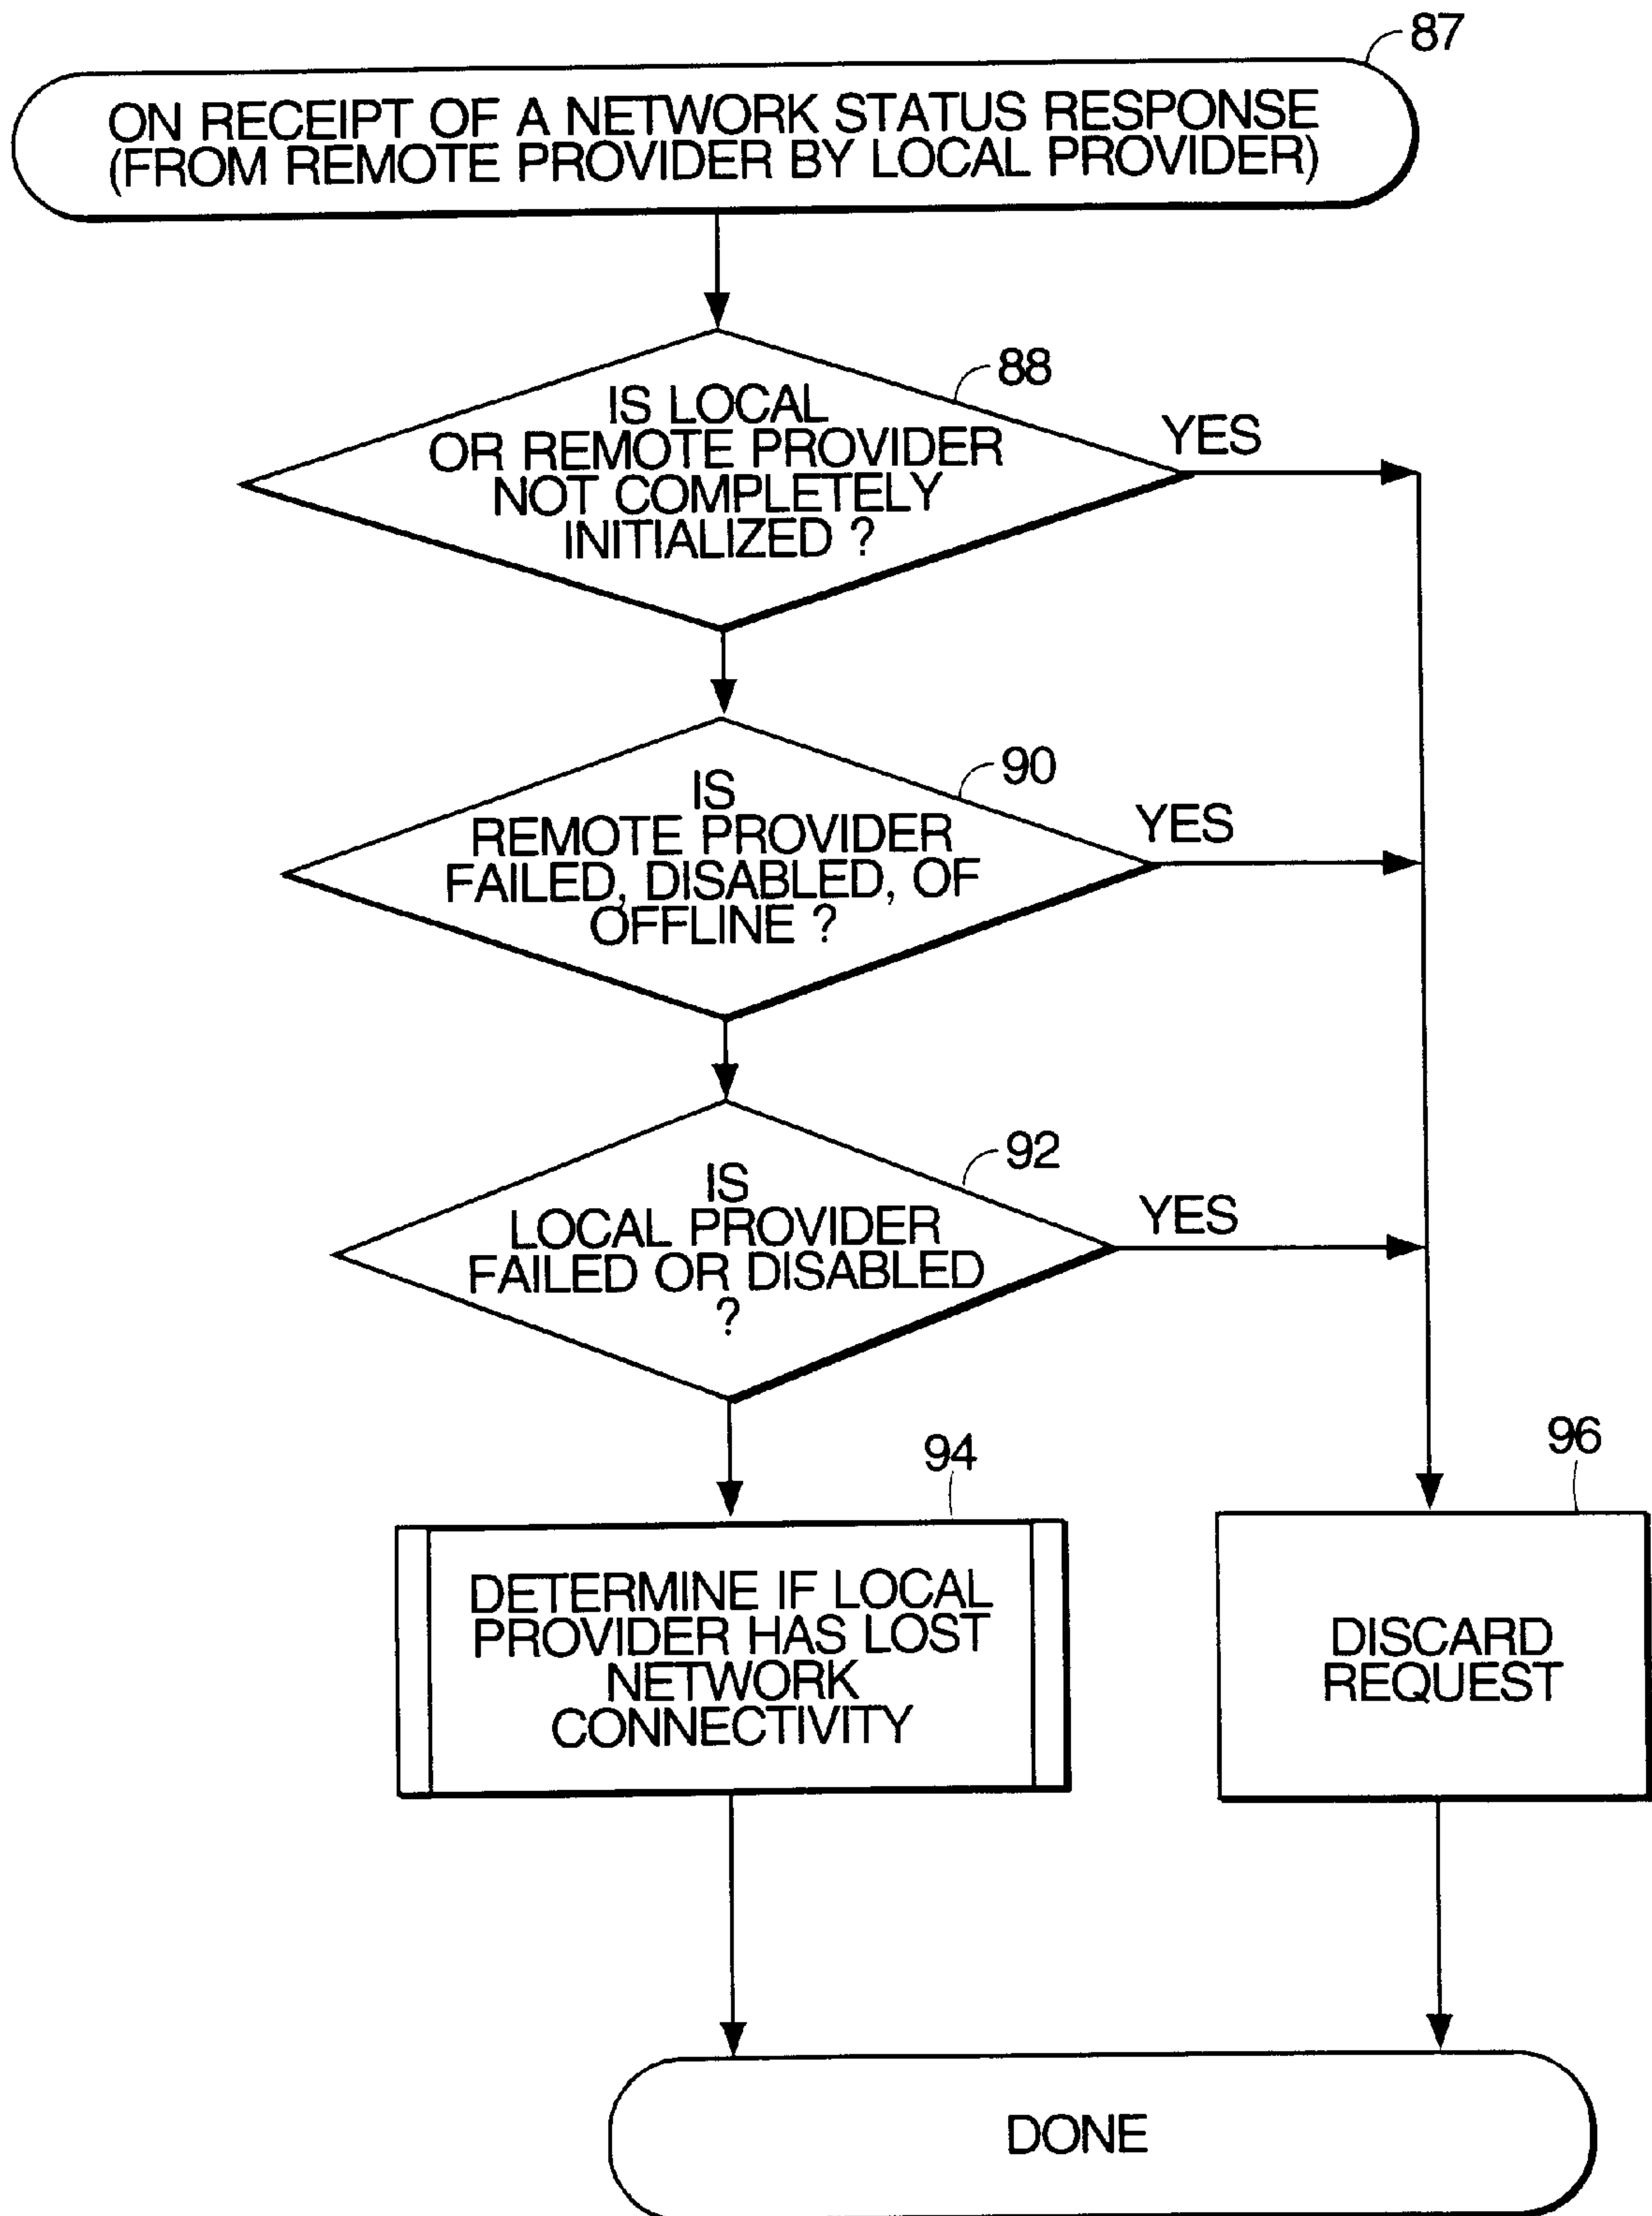 87
ON RECEIPT OF A NETWORK STATUS RESPONSE
(FROM REMOTE PROVIDER BY LOCAL PROVIDER)
88
IS LOCAL
OR REMOTE PROVIDER
NOT COMPLETELY
INITIALIZED ?
YES
90
IS
REMOTE PROVIDER
FAILED, DISABLED, OF
OFFLINE ?
YES
92
IS
LOCAL PROVIDER
FAILED OR DISABLED
?
YES
94
DETERMINE IF LOCAL
PROVIDER HAS LOST
NETWORK
CONNECTIVITY
96
DISCARD
REQUEST
DONE